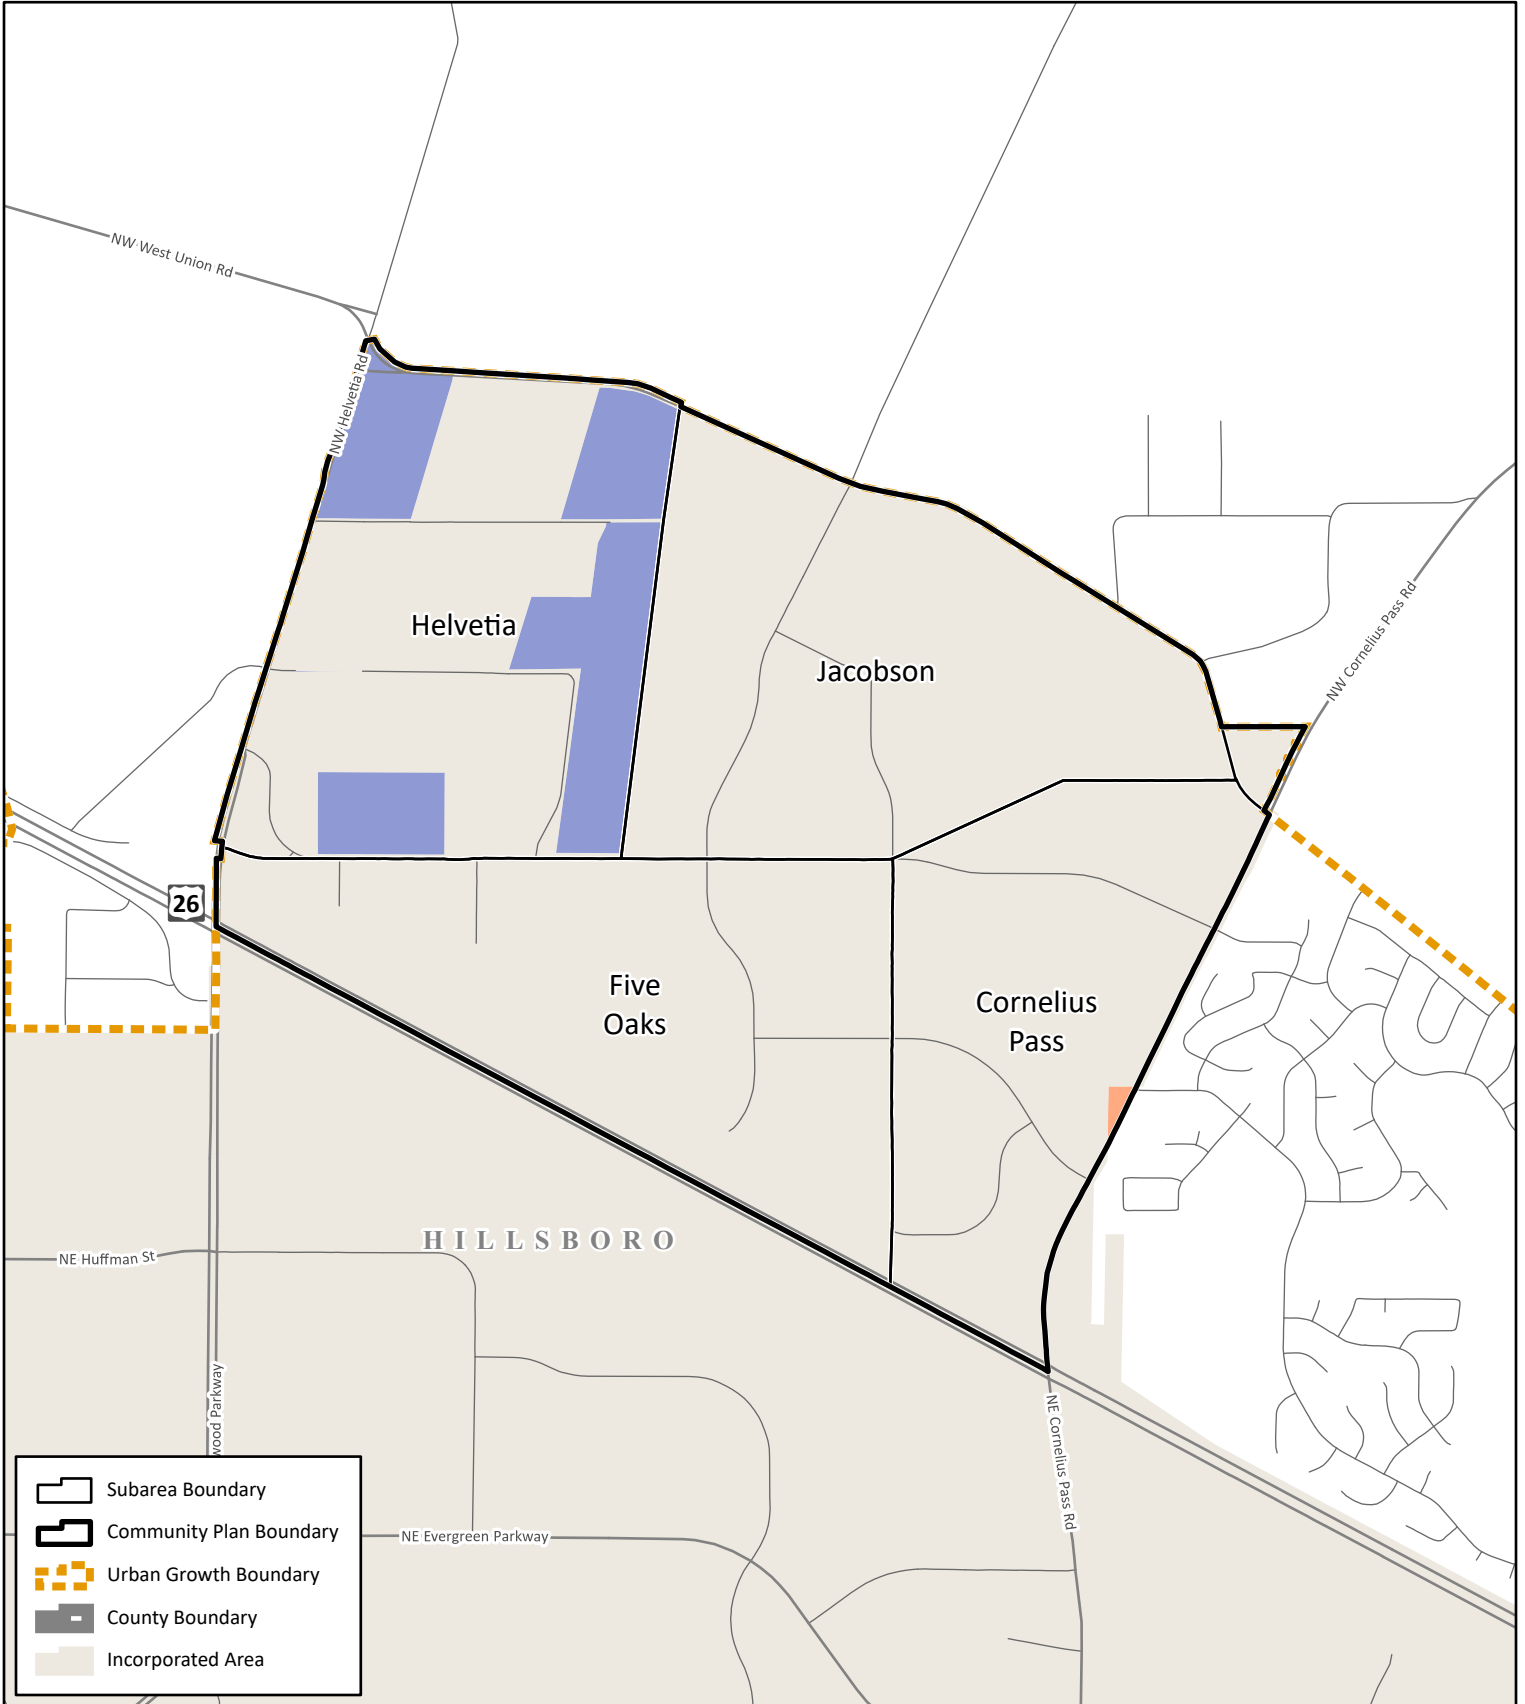 NW West Union Rd
NW Helvetia Rd
NW Cornelius Pass Rd
Helvetia
Jacobson
26
Five
Oaks
Cornelius
Pass
HILLSBORO
NE Huffman St
wood Parkway
NE Cornelius Pass Rd
NE Evergreen Parkway
Subarea Boundary
Community Plan Boundary
Urban Growth Boundary
County Boundary
Incorporated Area